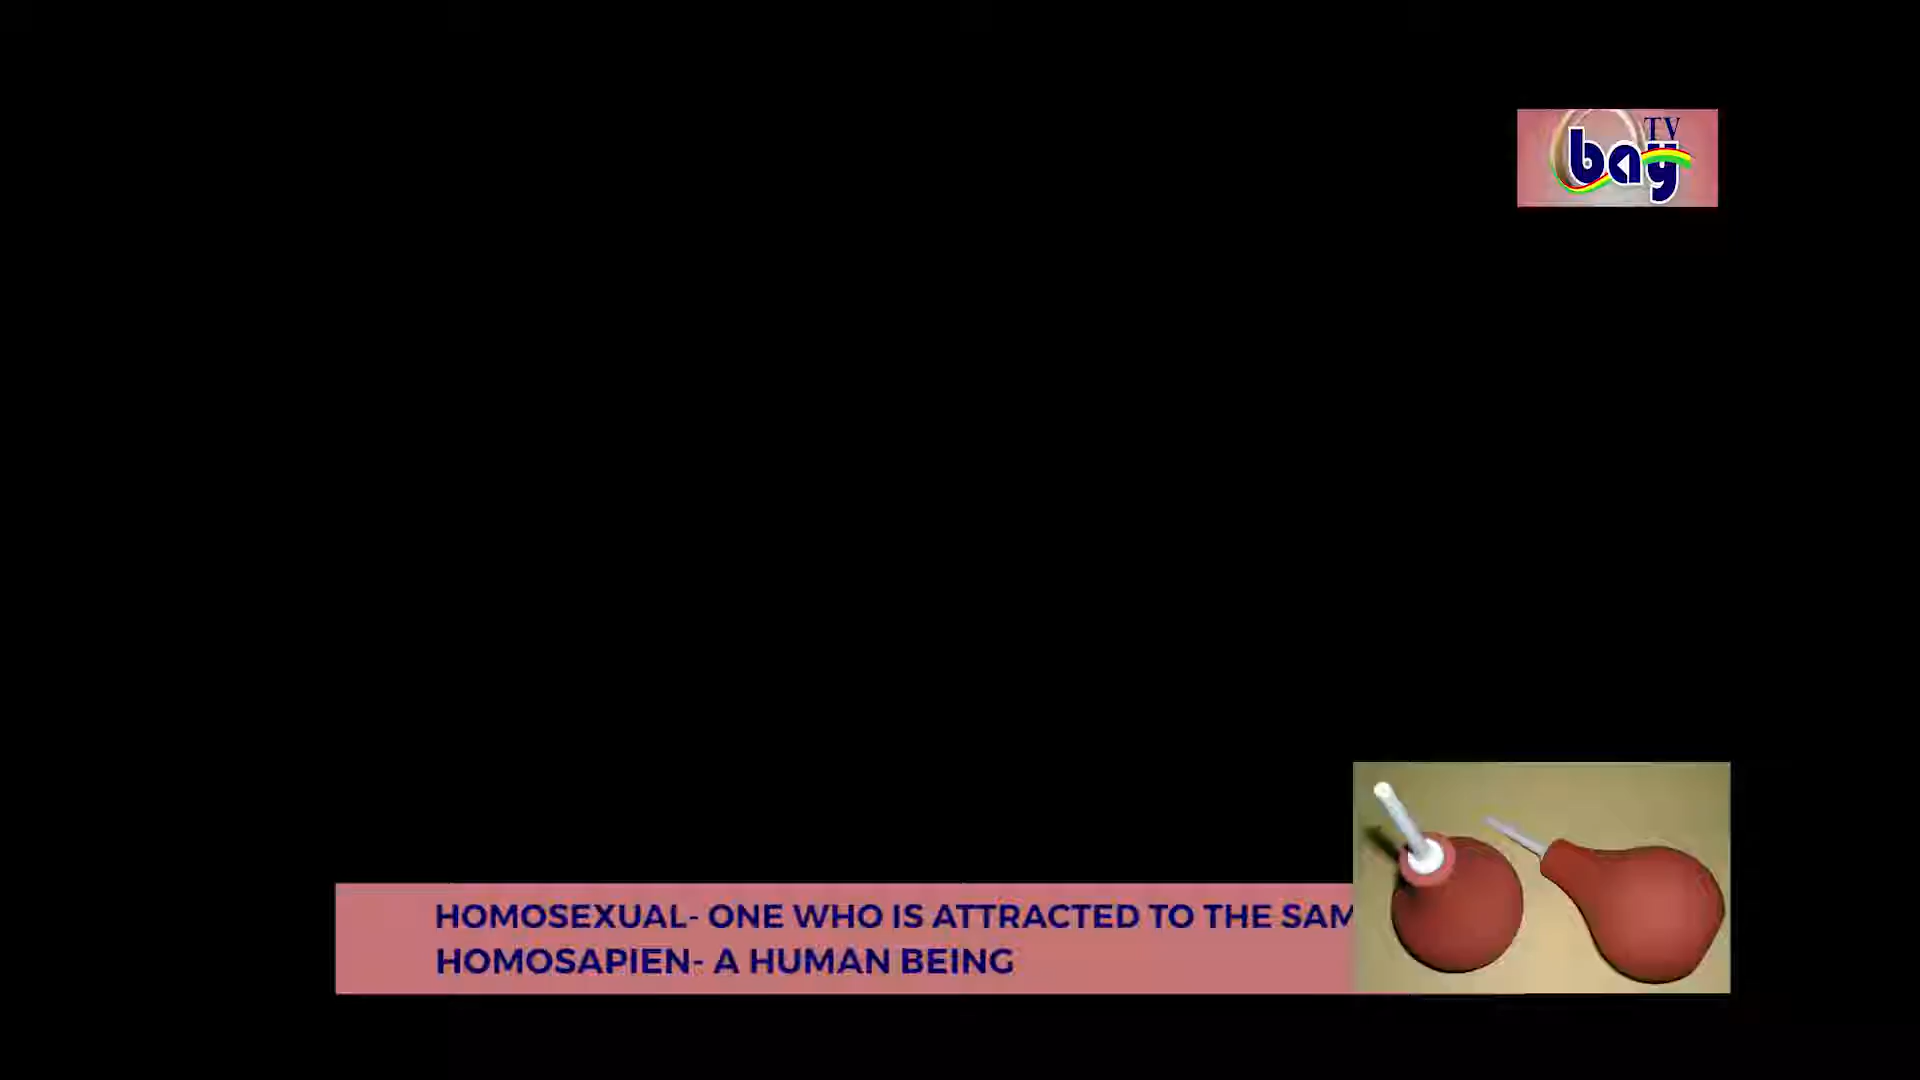 TV
bay
HOMOSEXUAL- ONE WHO IS ATTRACTED TO THE SAM
HOMOSAPIEN- A HUMAN BEING